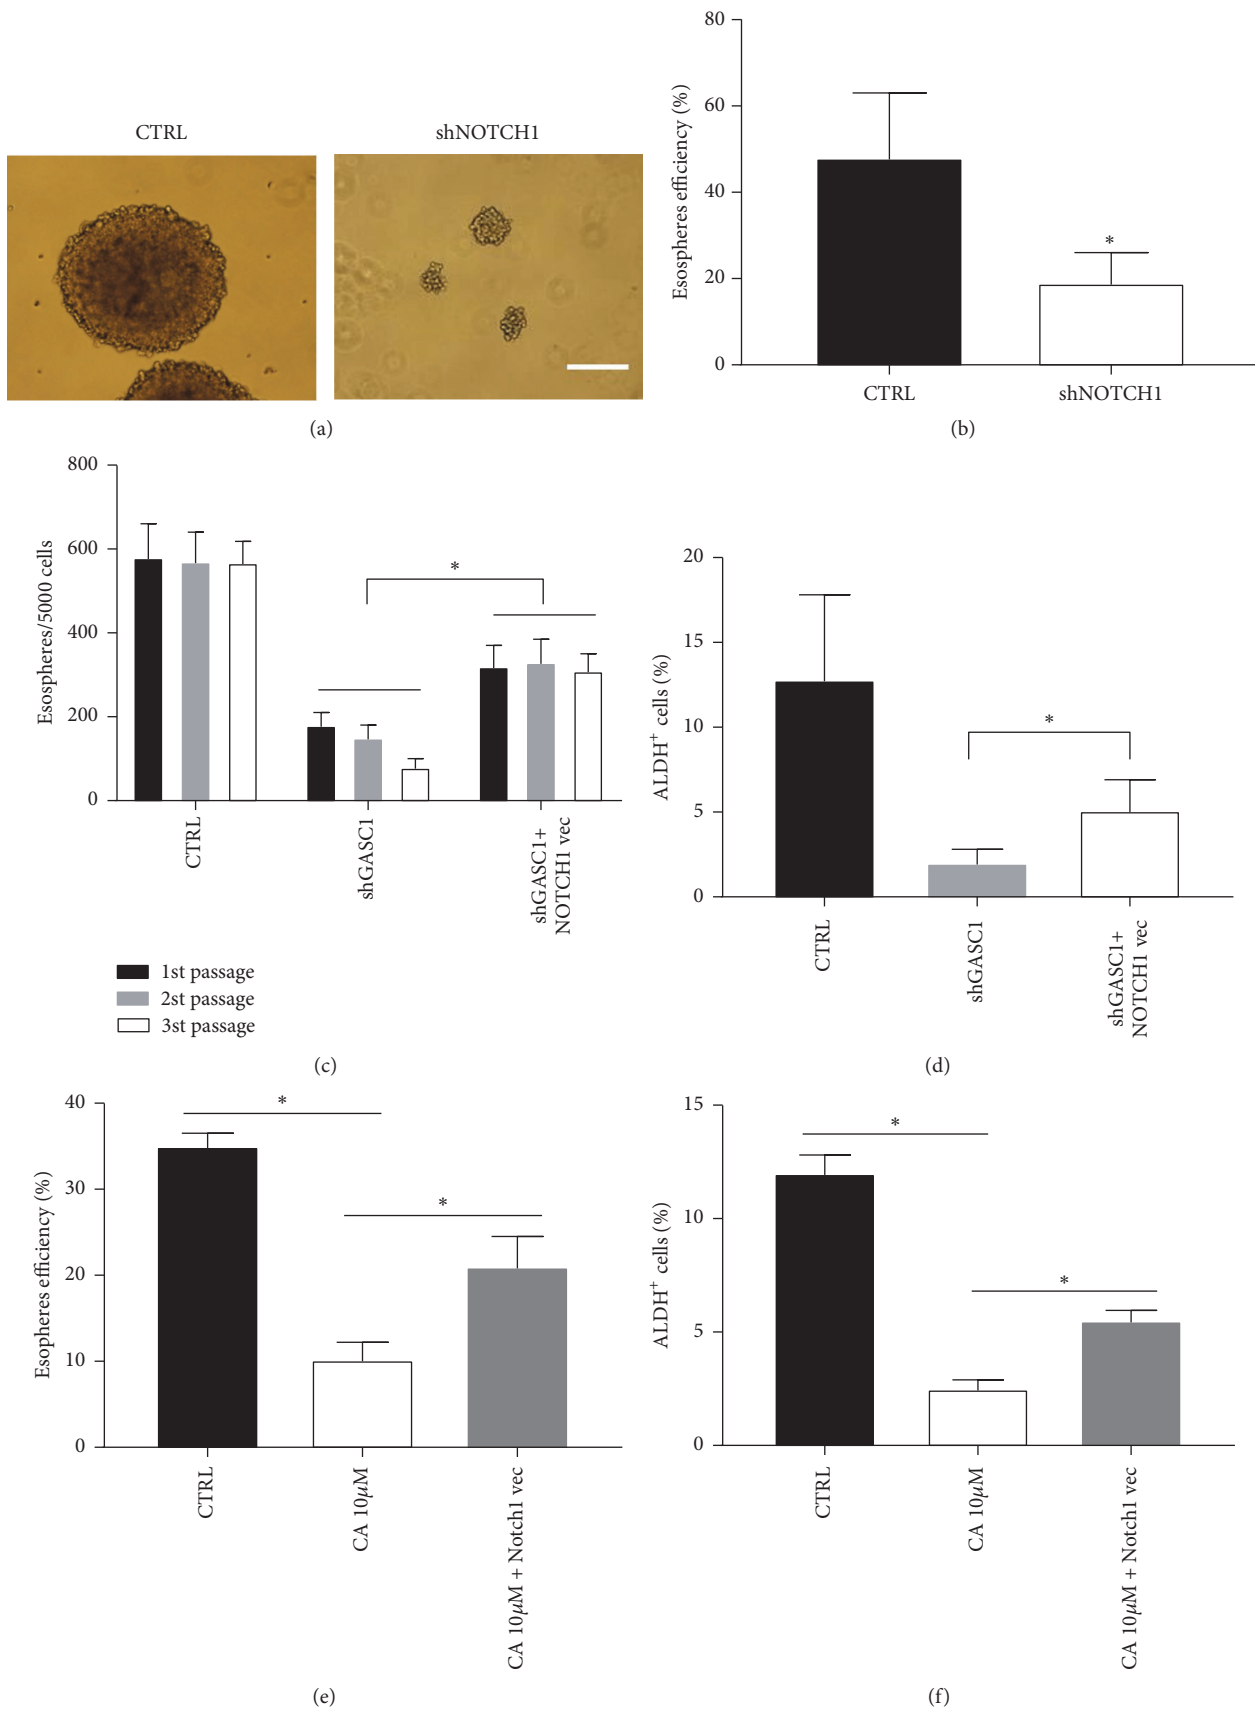 CTRL
shNOTCH1
(a)
Esospheres efficiency (%)
80
60
40
20
0
*
CTRL
shNOTCH1
(b)
Esospheres/5000 cells
800
600
400
200
0
*
CTRL
shGASC1
shGASC1+
NOTCH1 vec
1st passage
2st passage
3st passage
(c)
ALDH+ cells (%)
20
15
10
5
0
*
CTRL
shGASC1
shGASC1+
NOTCH1 vec
(d)
Esopheres efficiency (%)
40
30
20
10
0
*
*
CTRL
CA 10μM
CA 10μM + Notch1 vec
(e)
ALDH+ cells (%)
15
10
5
0
*
*
CTRL
CA 10μM
CA 10μM + Notch1 vec
(f)